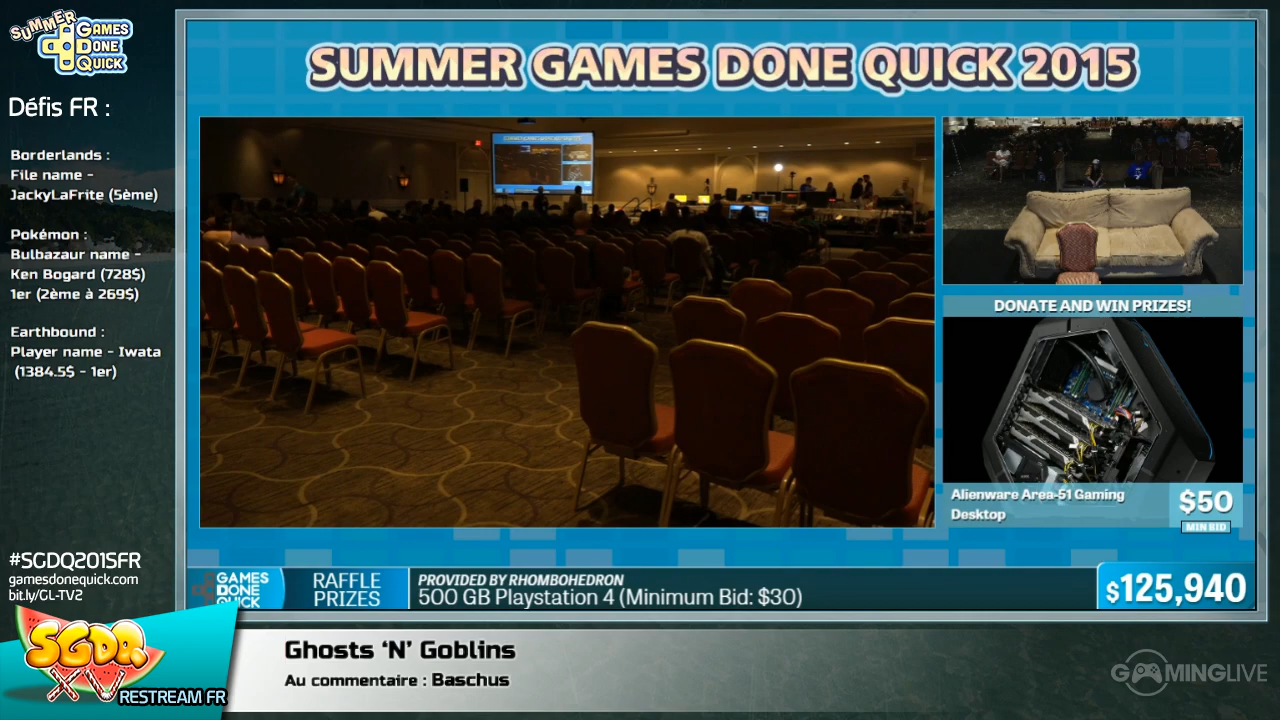 SUMMER
GAMES
DONE
QUICK
Défis FR :
Borderlands :
File name -
JackyLaFrite (5ème)
Pokémon :
Bulbazaur name -
Ken Bogard (728$)
1er (2ème à 269$)
Earthbound :
Player name - Iwata
(1384.5$ - 1er)
#SGDQ2015FR
gamesdonequick.com
bit.ly/GL-TV2
SGDQ
XV
RESTREAM FR
SUMMER GAMES DONE QUICK 2015
DONATE AND WIN PRIZES!
Alienware Area-51 Gaming
Desktop
$50
MIN BID
GAMES
DONE
QUICK
RAFFLE
PRIZES
PROVIDED BY RHOMBOHEDRON
500 GB Playstation 4 (Minimum Bid: $30)
$125,940
Ghosts ‘N’ Goblins
Au commentaire : Baschus
GAMINGLIVE